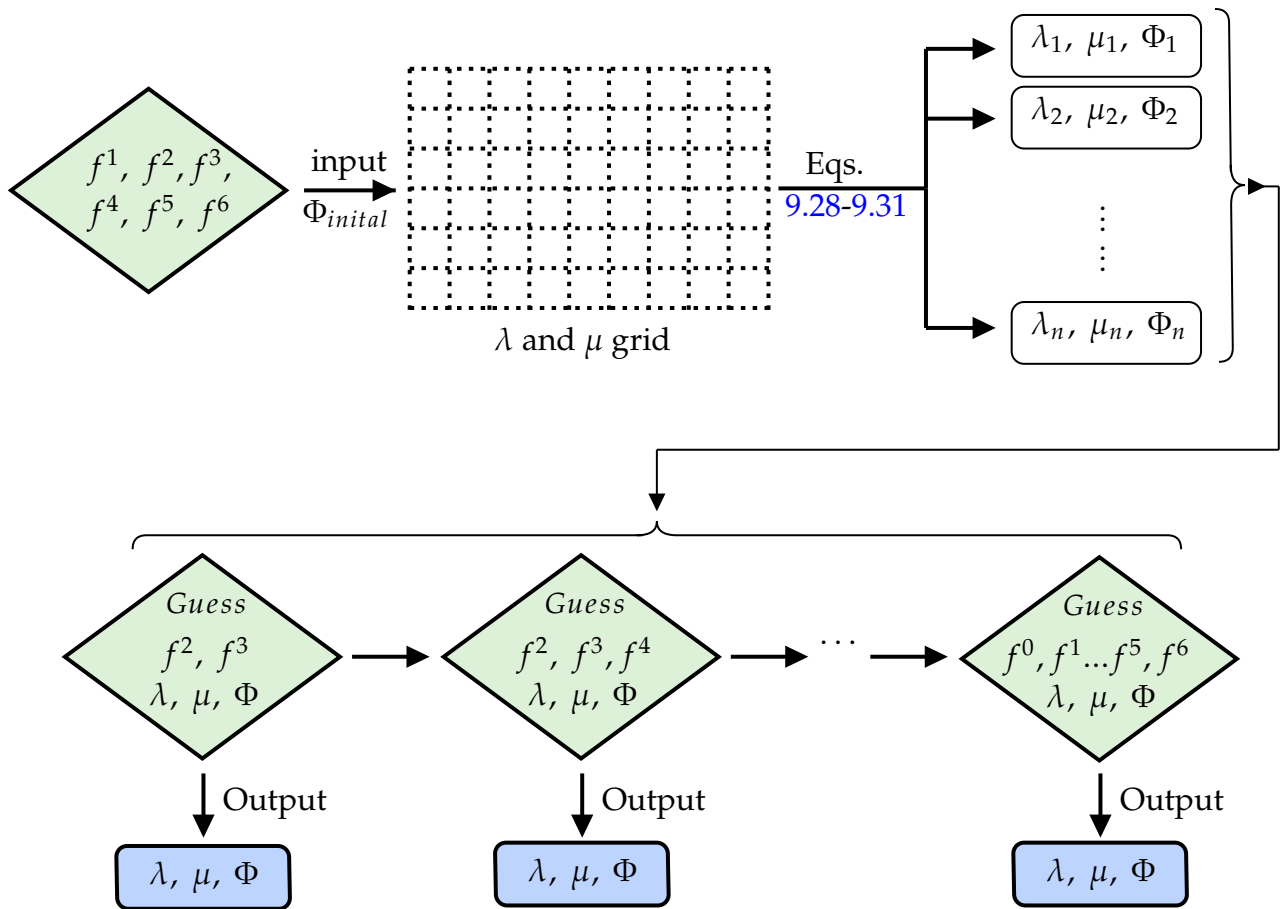 f¹, f², f³,
f⁴, f⁵, f⁶
input
Φ_inital
λ and μ grid
Eqs.
9.28-9.31
λ₁, μ₁, Φ₁
λ₂, μ₂, Φ₂
⋮
⋮
λₙ, μₙ, Φₙ
Guess
f², f³
λ, μ, Φ
Guess
f², f³, f⁴
λ, μ, Φ
...
Guess
f⁰, f¹...f⁵, f⁶
λ, μ, Φ
Output
Output
Output
λ, μ, Φ
λ, μ, Φ
λ, μ, Φ